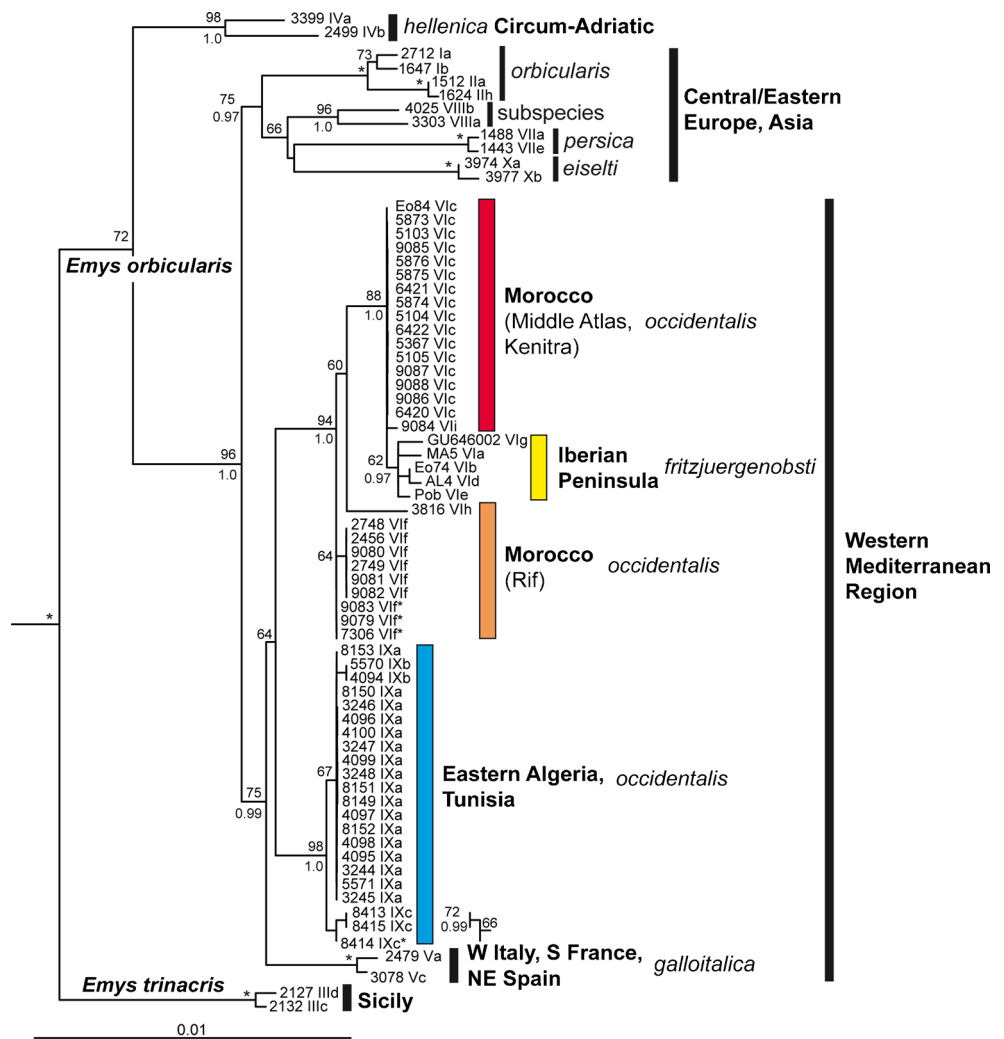 98
3399 IVa
2499 IVb
1.0
hellenica Circum-Adriatic
73
2712 Ia
*
1647 Ib
*
1512 IIa
1624 IIh
orbicularis
75
0.97
96
4025 VIIIb
1.0
3303 VIIIa
subspecies
66
*
1488 VIIa
1443 VIIe
persica
*
3974 Xa
3977 Xb
eiselti
Central/Eastern
Europe, Asia
72
Emys orbicularis
Eo84 VIc
5873 VIc
5103 VIc
9085 VIc
5876 VIc
5875 VIc
6421 VIc
5874 VIc
5104 VIc
6422 VIc
5367 VIc
5105 VIc
9087 VIc
9088 VIc
9086 VIc
6420 VIc
9084 VIi
88
1.0
Morocco
(Middle Atlas, occidentalis
Kenitra)
60
94
1.0
GU646002 VIg
MA5 VIa
Eo74 VIb
AL4 VId
Pob VIe
62
0.97
Iberian
Peninsula
fritzjuergenobsti
96
1.0
3816 VIh
2748 VIf
2456 VIf
9080 VIf
2749 VIf
9081 VIf
9082 VIf
9083 VIf*
9079 VIf*
7306 VIf*
64
Morocco
(Rif)
occidentalis
Western
Mediterranean
Region
*
64
8153 IXa
5570 IXb
4094 IXb
8150 IXa
3246 IXa
4096 IXa
4100 IXa
3247 IXa
4099 IXa
3248 IXa
8151 IXa
8149 IXa
4097 IXa
8152 IXa
4098 IXa
4095 IXa
3244 IXa
5571 IXa
3245 IXa
8413 IXc
8415 IXc
8414 IXc*
67
98
1.0
Eastern Algeria,
Tunisia
occidentalis
75
0.99
72
0.99
66
*
2479 Va
3078 Vc
W Italy, S France,
NE Spain
galloitalica
Emys trinacris
*
2127 IIId
2132 IIIc
Sicily
0.01